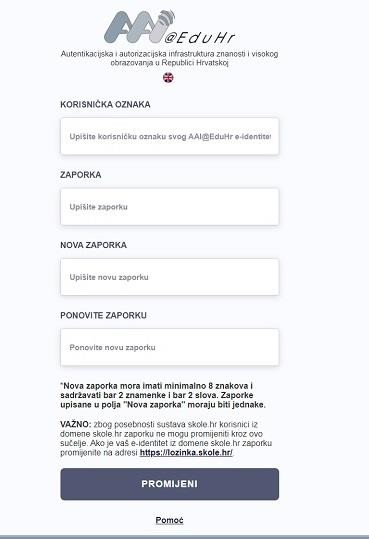 AAI@EduHr
Autentikacijska i autorizacijska infrastruktura znanosti i visokog
obrazovanja u Republici Hrvatskoj
KORISNIČKA OZNAKA
Upišite korisničku oznaku svog AAI@EduHr e-identitet
ZAPORKA
Upišite zaporku
NOVA ZAPORKA
Upišite novu zaporku
PONOVITE ZAPORKU
Ponovite novu zaporku
*Nova zaporka mora imati minimalno 8 znakova i
sadržavati bar 2 znamenke i bar 2 slova. Zaporke
upisane u polja "Nova zaporka" moraju biti jednake.
VAŽNO: zbog posebnosti sustava skole.hr korisnici iz
domene skole.hr zaporku ne mogu promijeniti kroz ovo
sučelje. Ako je vaš e-identitet iz domene skole.hr zaporku
promijenite na adresi https://lozinka.skole.hr/
PROMIJENI
Pomoć